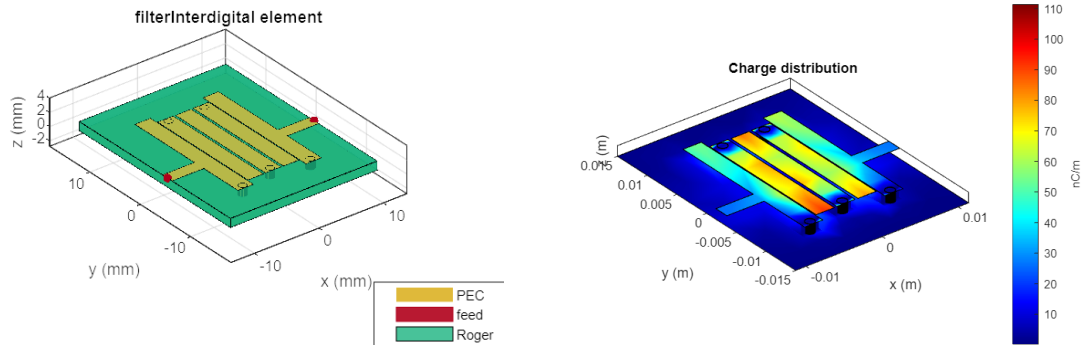 filterInterdigital element
4
2
0
-2
z (mm)
10
0
-10
y (mm)
10
0
-10
x (mm)
PEC
feed
Roger
Charge distribution
0.015
0.01
0.005
0
-0.005
-0.01
-0.015
y (m)
0.01
0
-0.01
x (m)
110
100
90
80
70
60
50
40
30
20
10
nC/m